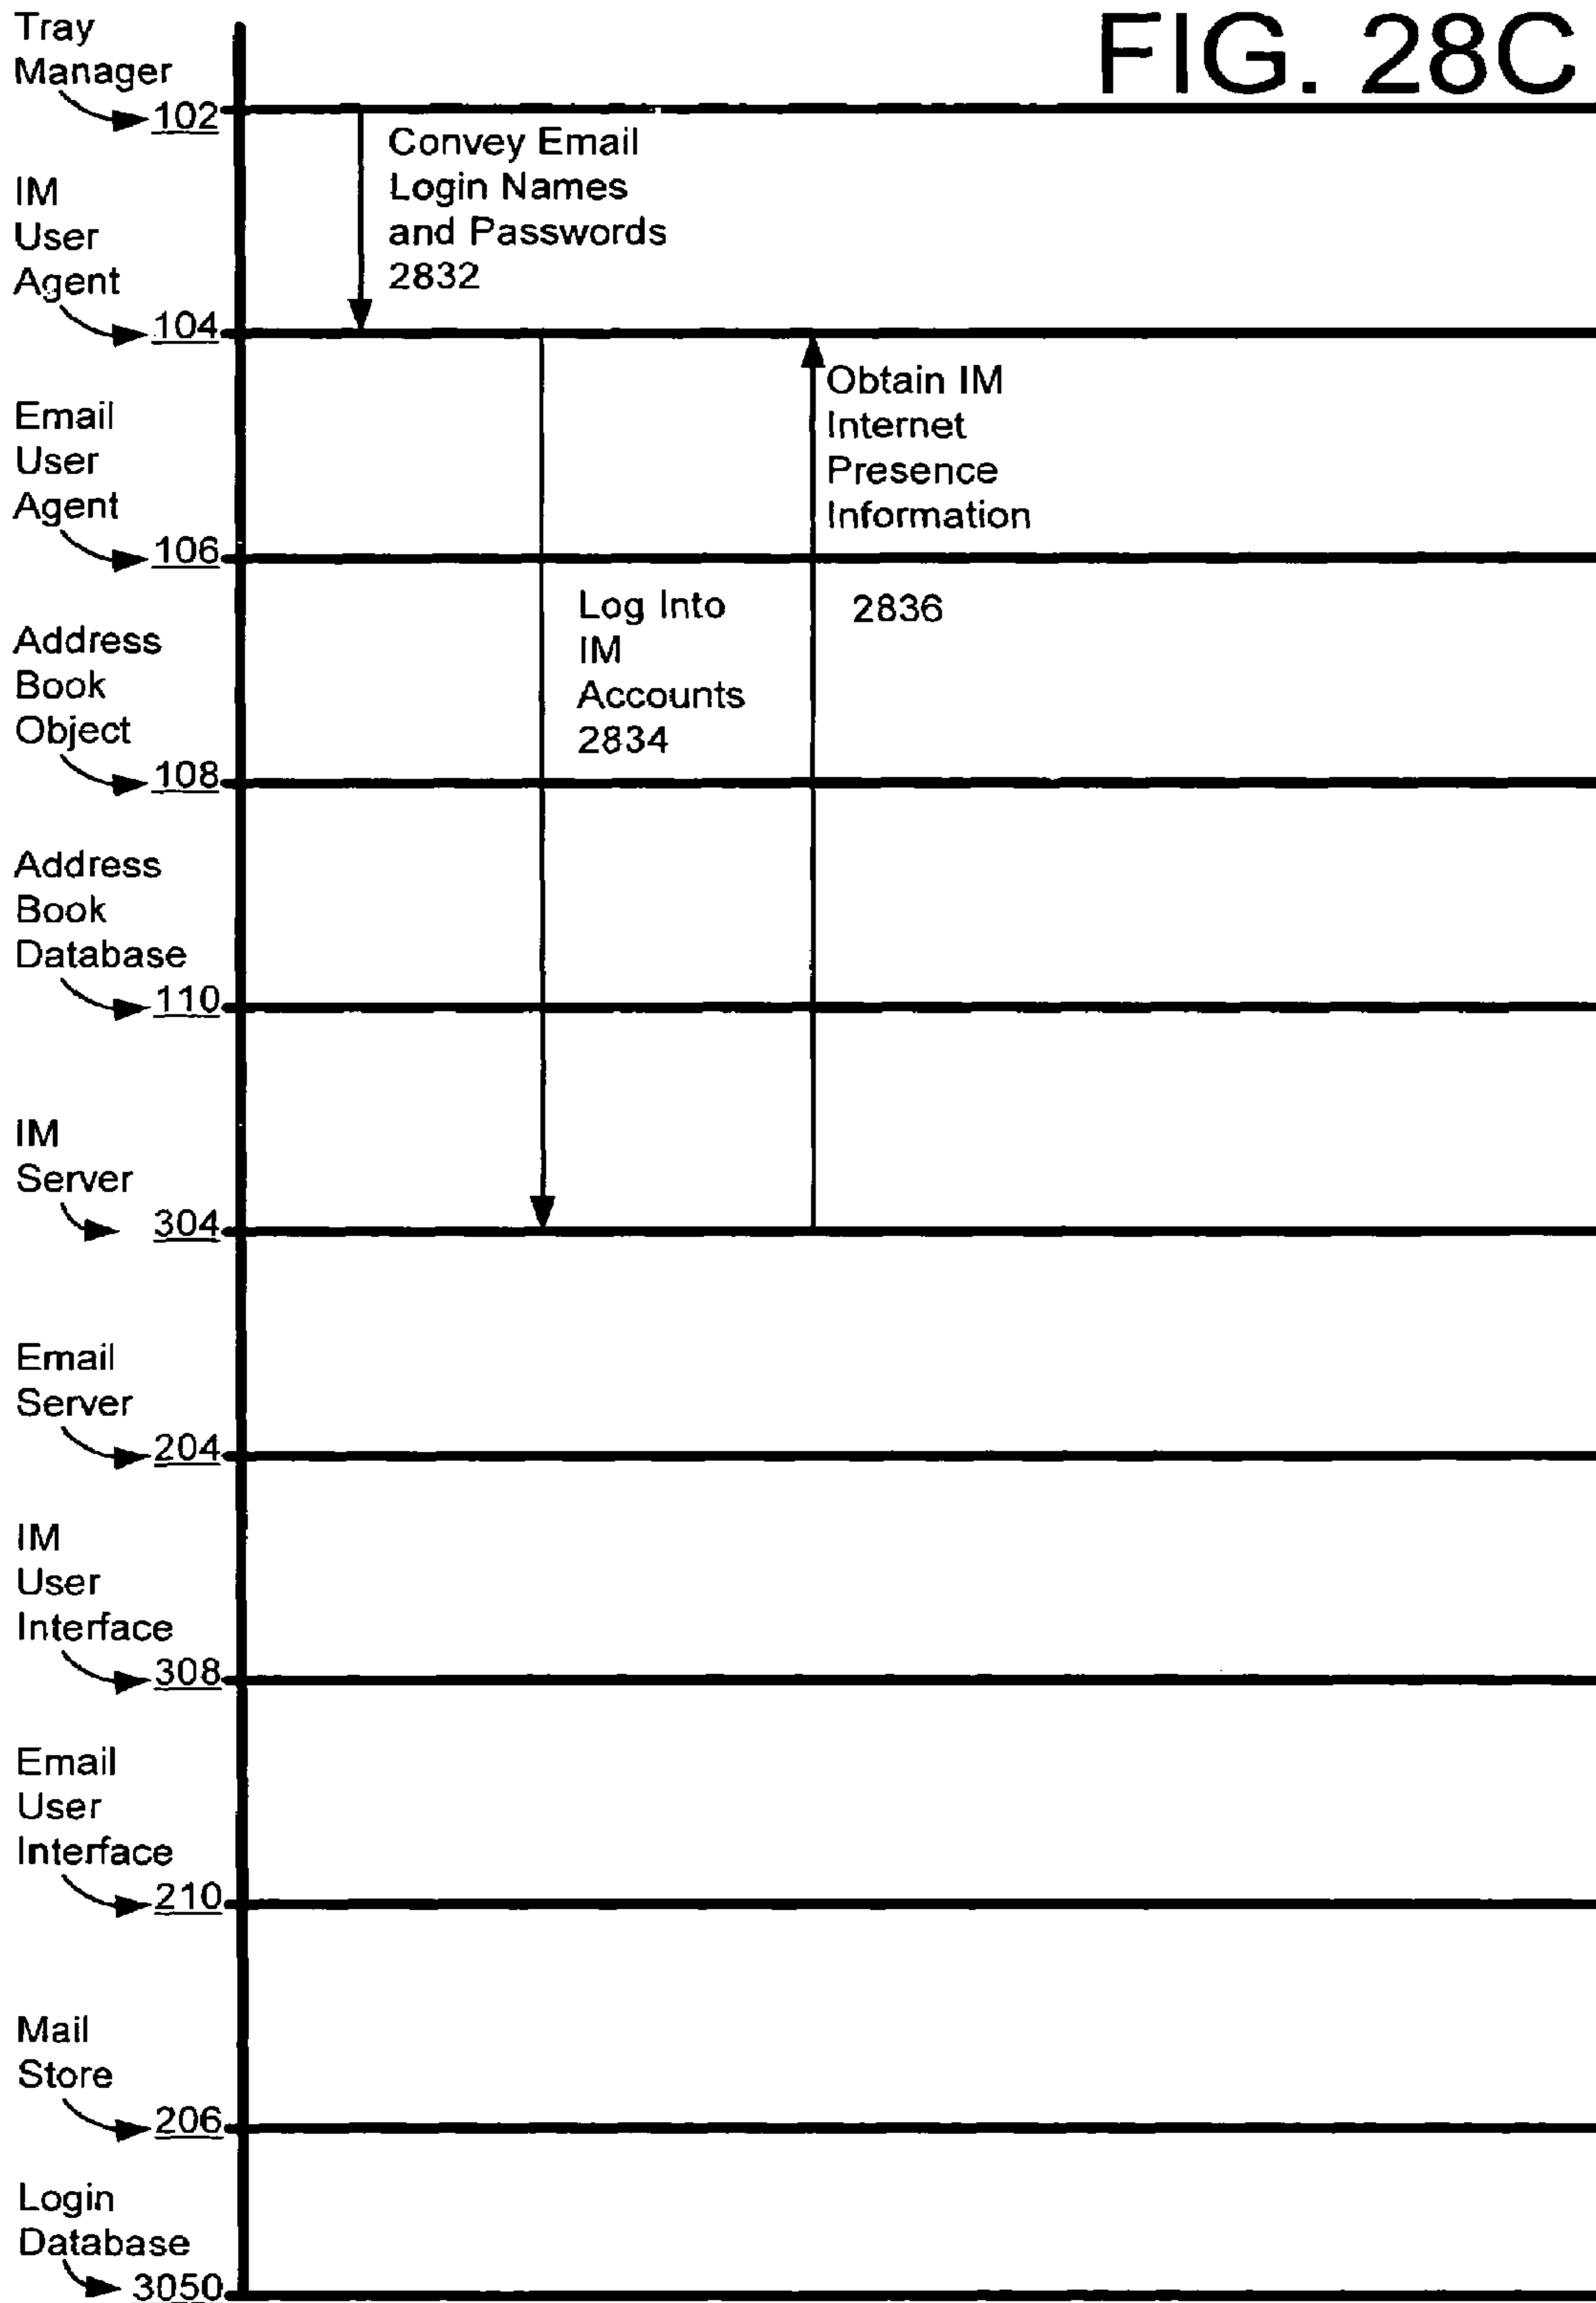 FIG. 28C
Tray
Manager
102
Convey Email
Login Names
and Passwords
2832
IM
User
Agent
104
Obtain IM
Internet
Presence
Information
2836
Email
User
Agent
106
Log Into
IM
Accounts
2834
Address
Book
Object
108
Address
Book
Database
110
IM
Server
304
Email
Server
204
IM
User
Interface
308
Email
User
Interface
210
Mail
Store
206
Login
Database
3050